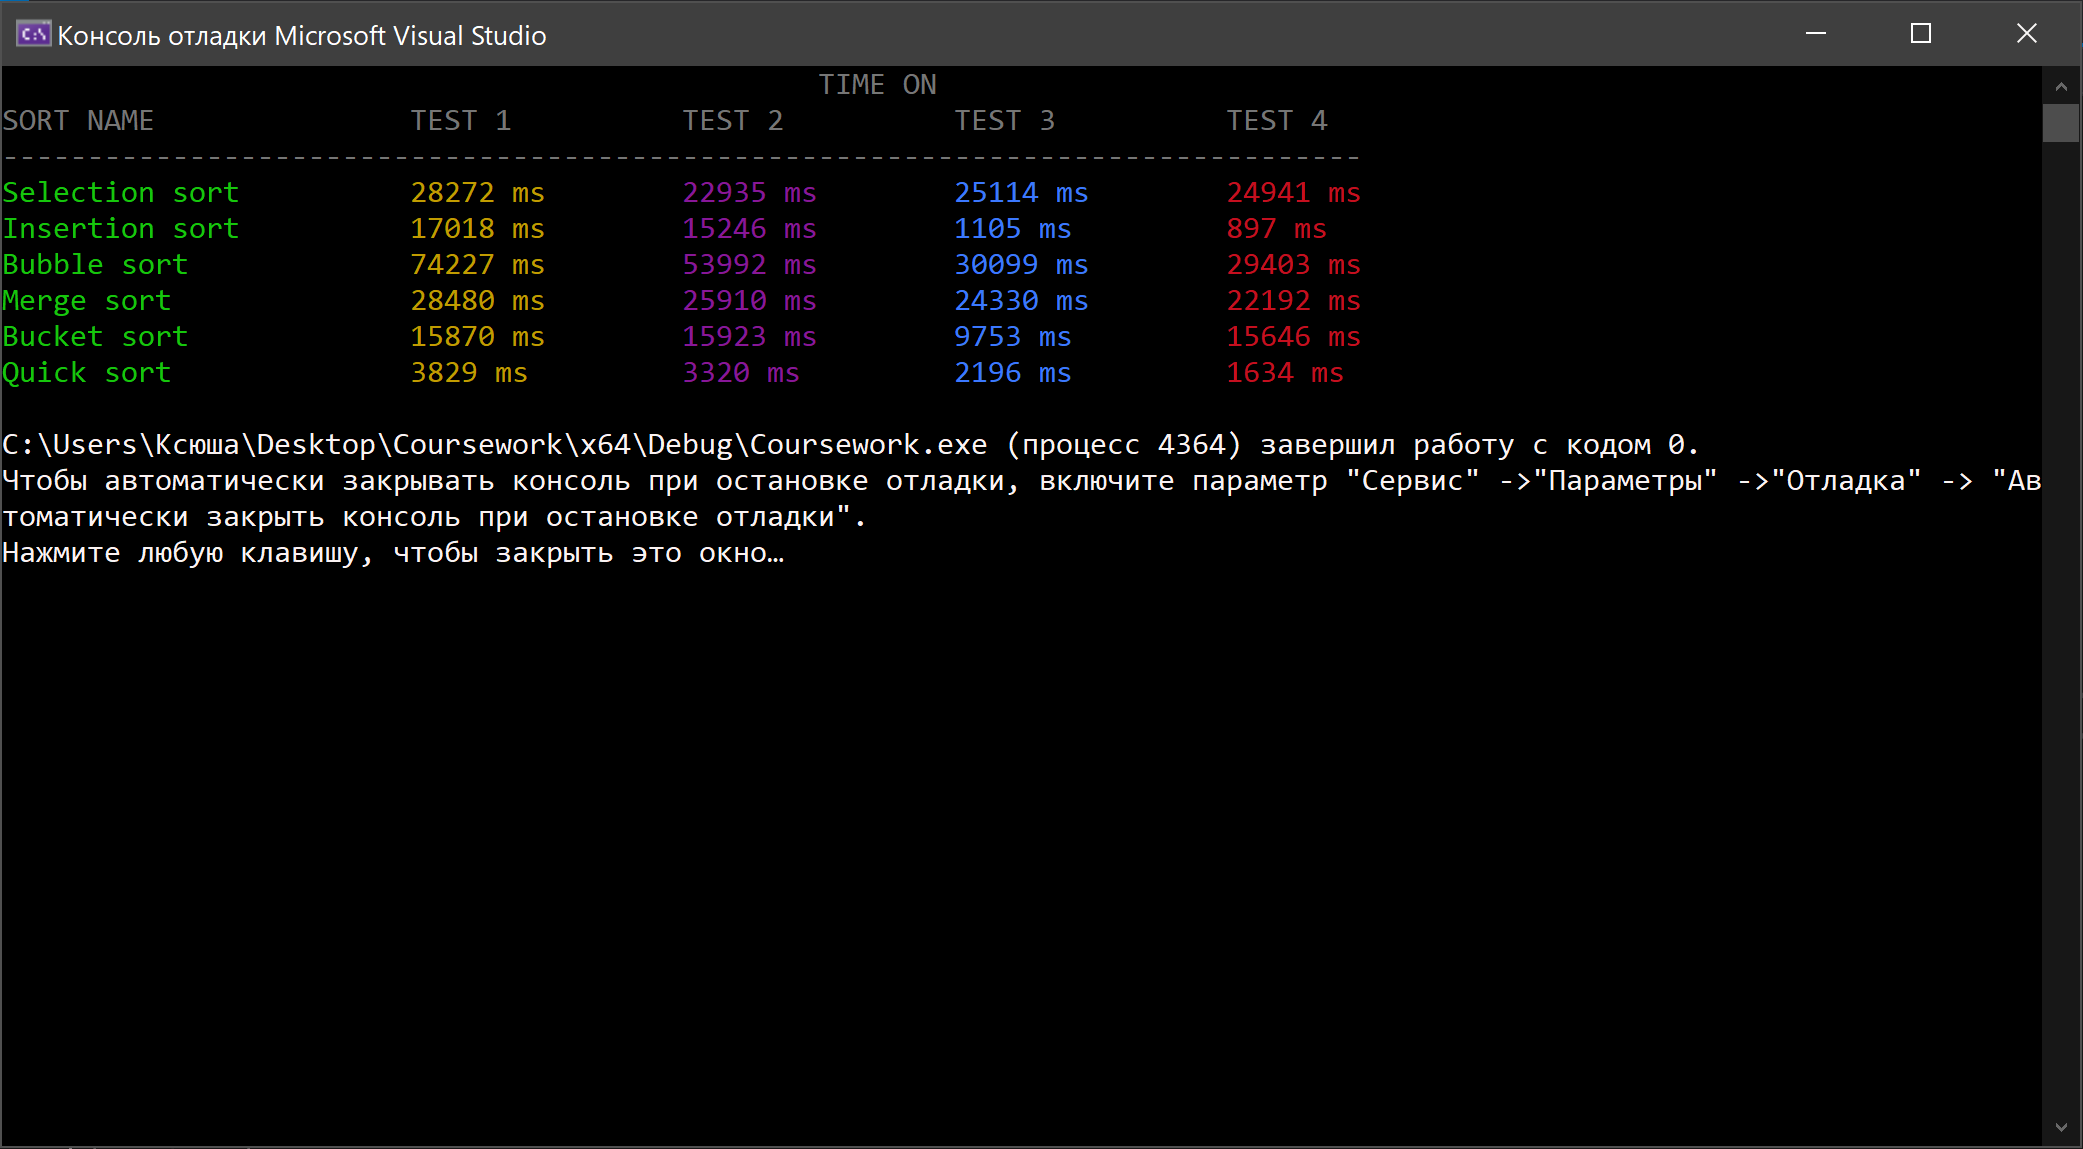 Консоль отладки Microsoft Visual Studio
TIME ON
SORT NAME TEST 1 TEST 2 TEST 3 TEST 4
--------------------------------------------------------------------------------
Selection sort 28272 ms 22935 ms 25114 ms 24941 ms
Insertion sort 17018 ms 15246 ms 1105 ms 897 ms
Bubble sort 74227 ms 53992 ms 30099 ms 29403 ms
Merge sort 28480 ms 25910 ms 24330 ms 22192 ms
Bucket sort 15870 ms 15923 ms 9753 ms 15646 ms
Quick sort 3829 ms 3320 ms 2196 ms 1634 ms
C:\Users\Ксюша\Desktop\Coursework\x64\Debug\Coursework.exe (процесс 4364) завершил работу с кодом 0.
Чтобы автоматически закрывать консоль при остановке отладки, включите параметр "Сервис" ->"Параметры" ->"Отладка" -> "Ав
томатически закрыть консоль при остановке отладки".
Нажмите любую клавишу, чтобы закрыть это окно…